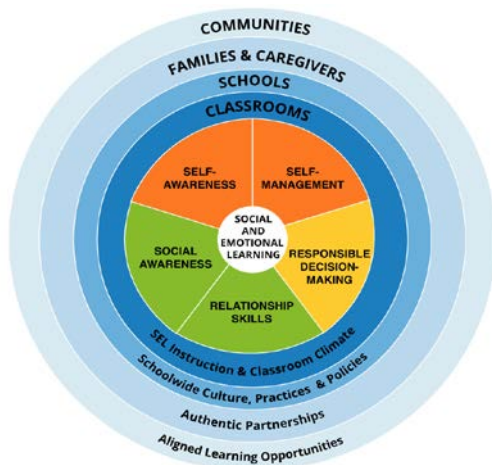 COMMUNITIES
FAMILIES & CAREGIVERS
SCHOOLS
CLASSROOMS
SELF-
AWARENESS
SELF-
MANAGEMENT
SOCIAL
AND
EMOTIONAL
LEARNING
SOCIAL
AWARENESS
RESPONSIBLE
DECISION-
MAKING
RELATIONSHIP
SKILLS
SEL Instruction & Classroom Climate
Schoolwide Culture, Practices & Policies
Authentic Partnerships
Aligned Learning Opportunities